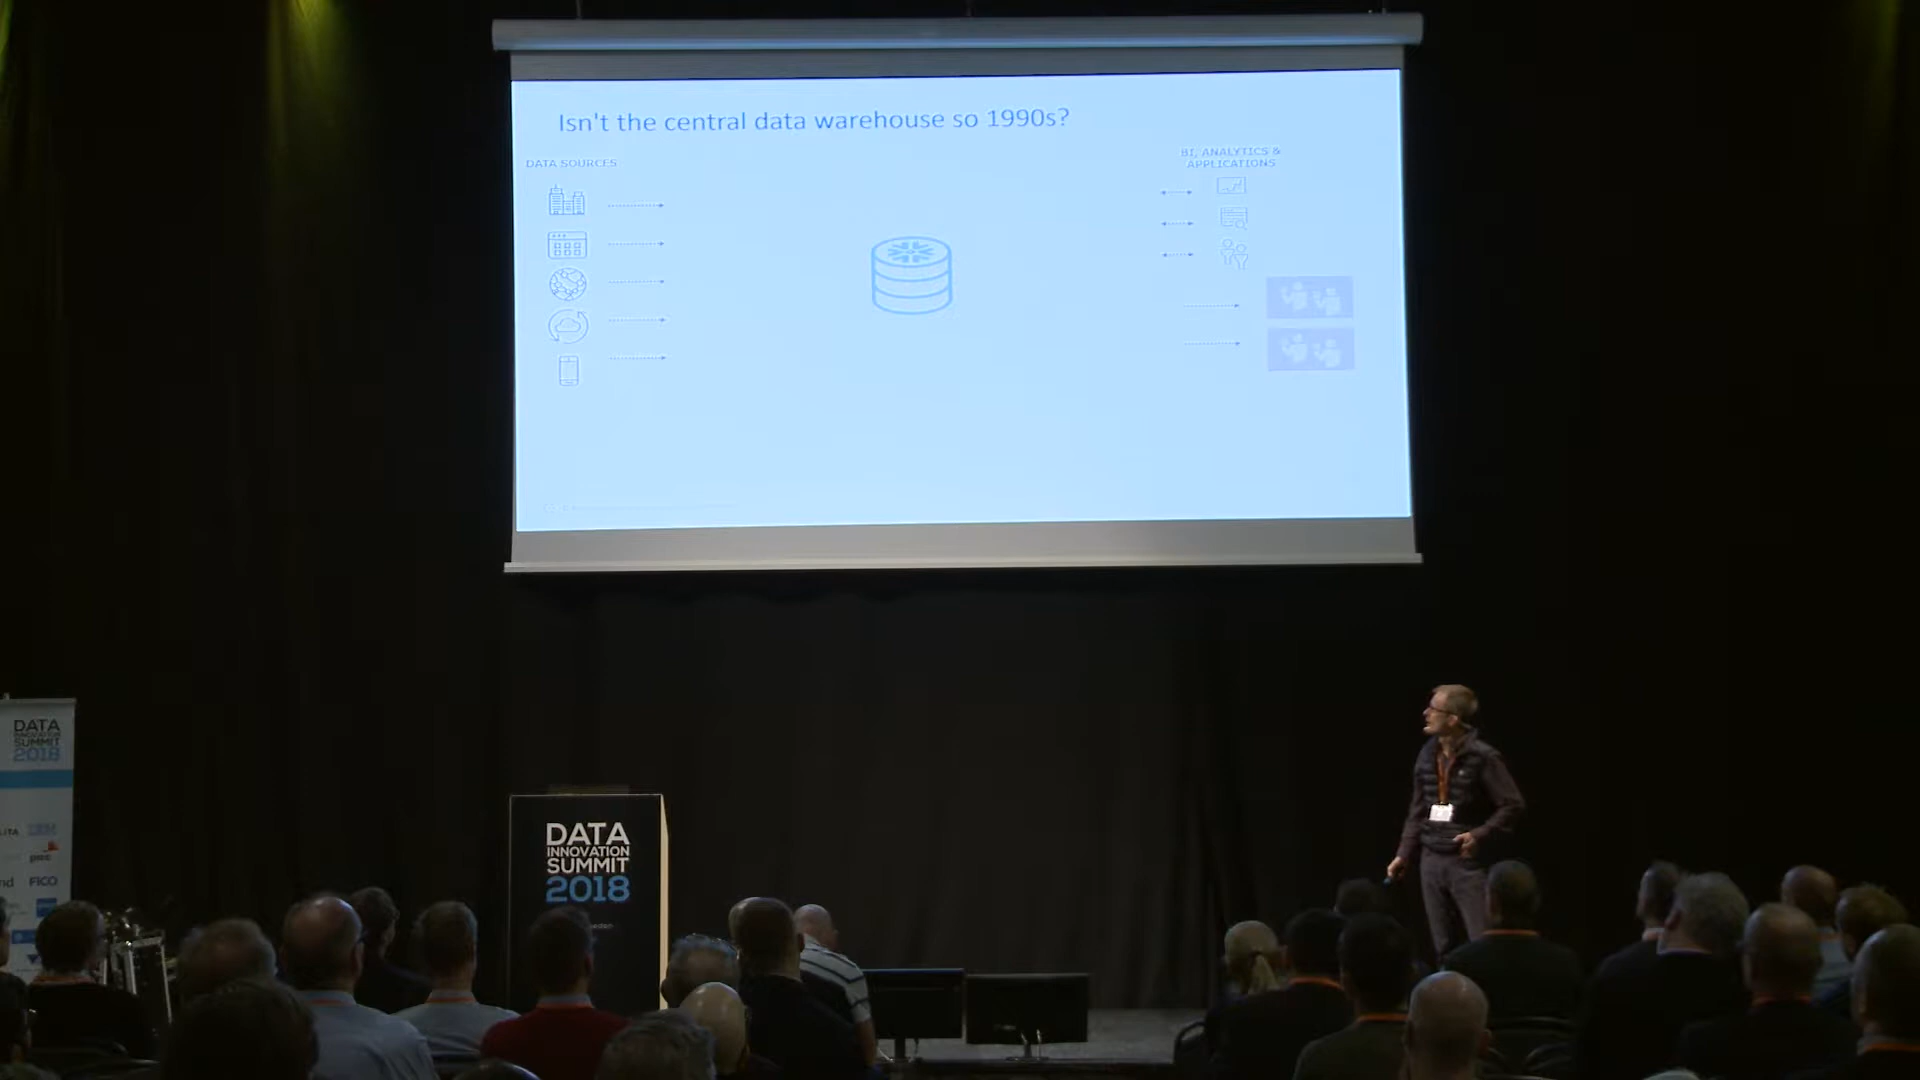 Isn't the central data warehouse so 1990s?
DATA SOURCES
BI, ANALYTICS &
APPLICATIONS
DATA
INNOVATION
SUMMIT
2018
IBM
pwc
FICO
DATA
INNOVATION
SUMMIT
2018